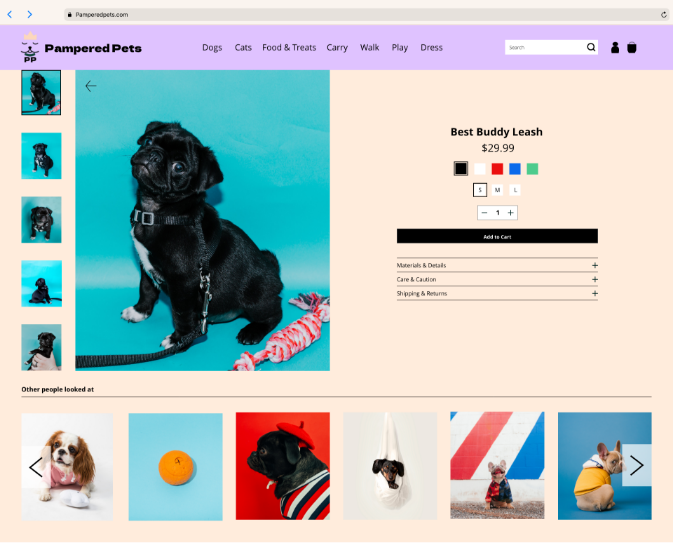 Pamperedpets.com
PP
Pampered Pets
Dogs Cats Food & Treats Carry Walk Play Dress
Search
Best Buddy Leash
$29.99
S M L
— 1 +
Add to Cart
Materials & Details +
Care & Caution +
Shipping & Returns +
Other people looked at